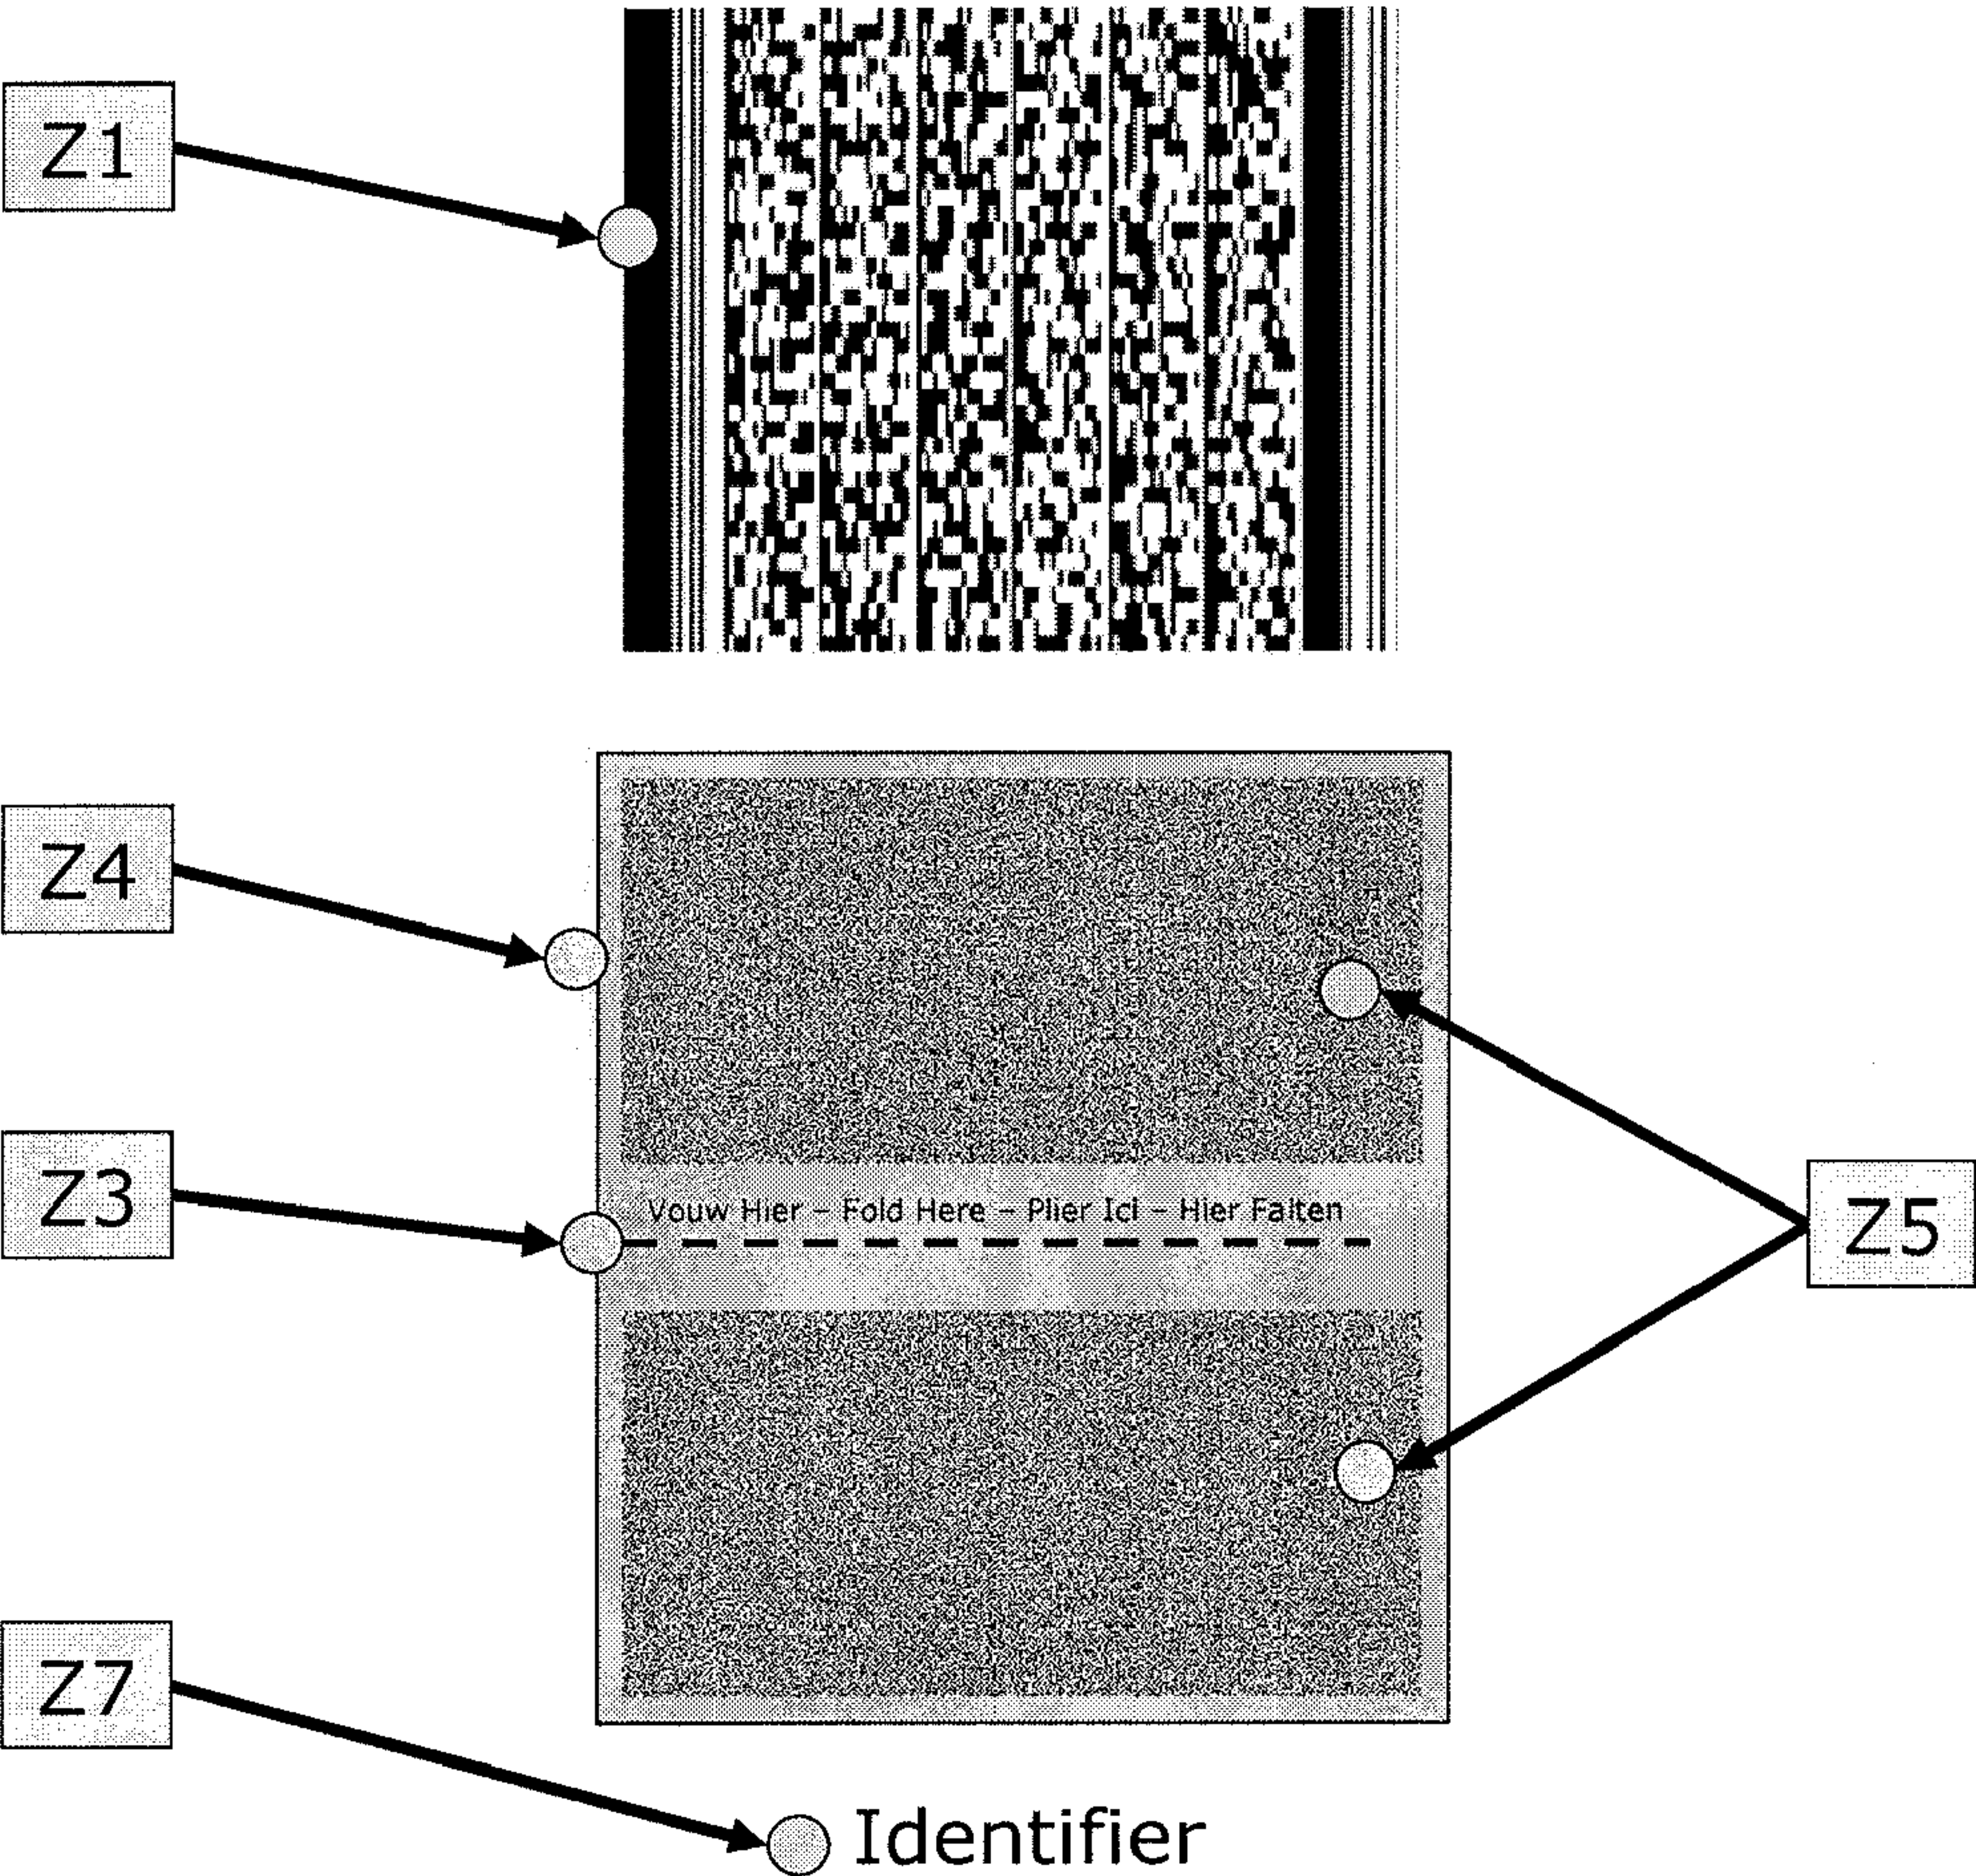 Z1
Z4
Z3
Vouw Hier – Fold Here – Plier Ici – Hier Falten
Z5
Z7
Identifier